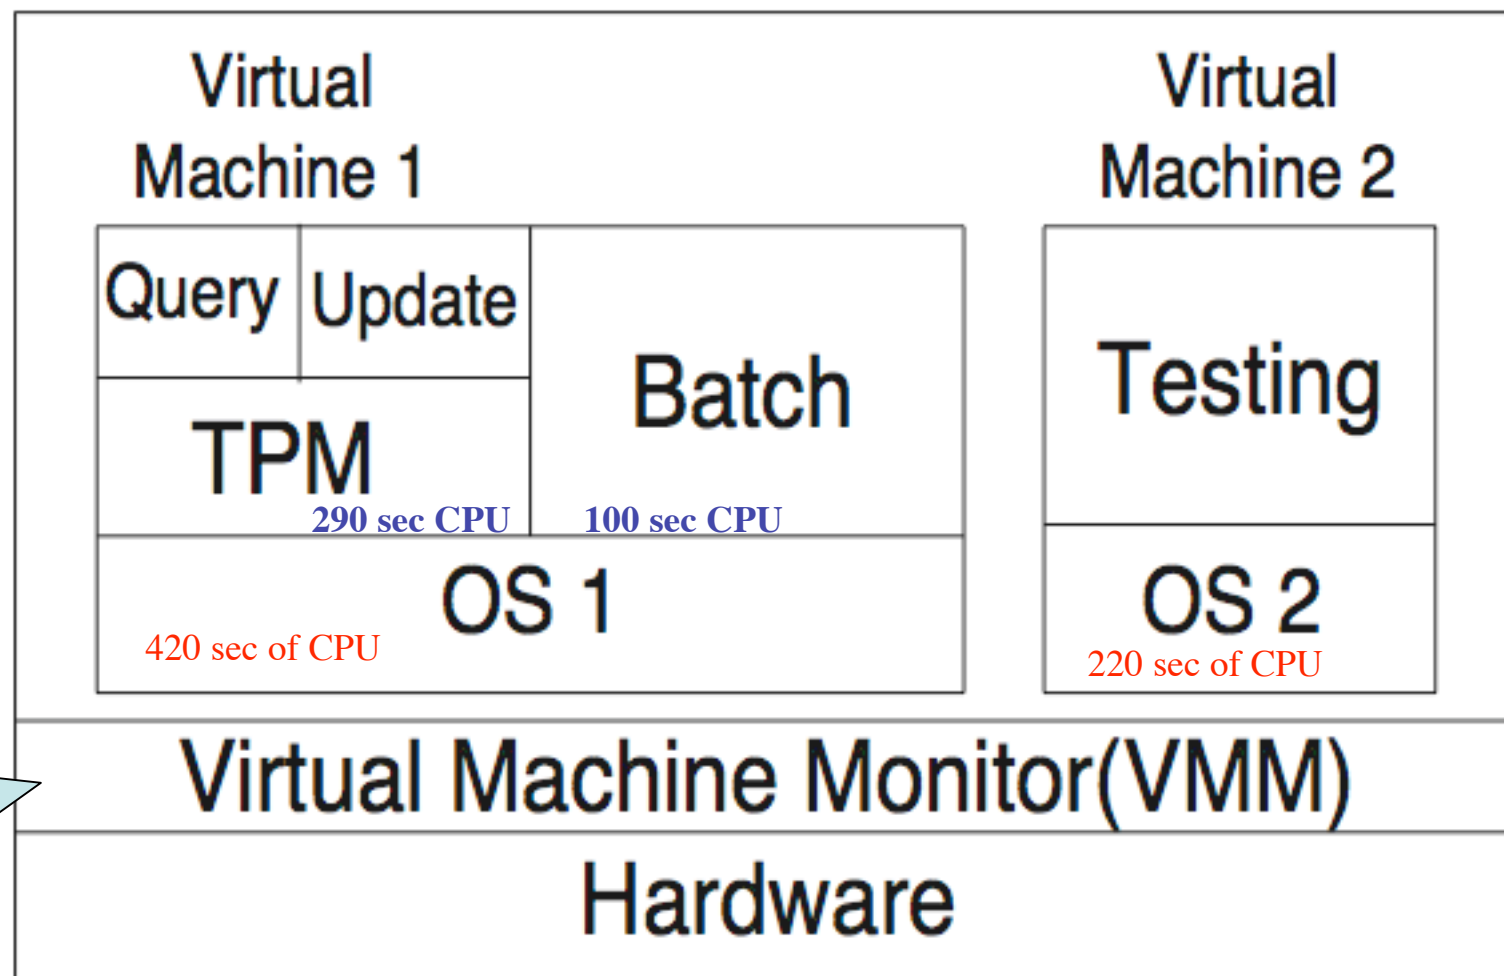 Virtual
Machine 1
Virtual
Machine 2
Query
Update
Batch
TPM
290 sec CPU
100 sec CPU
Testing
OS 1
420 sec of CPU
OS 2
220 sec of CPU
Virtual Machine Monitor(VMM)
Hardware